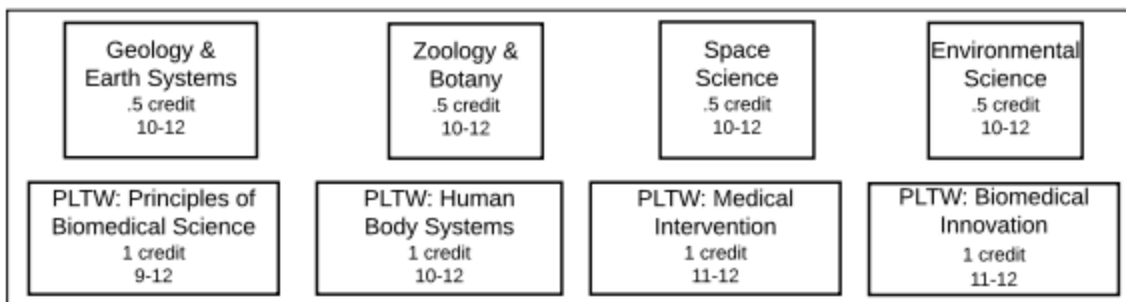 Geology &
Earth Systems
.5 credit
10-12
Zoology &
Botany
.5 credit
10-12
Space
Science
.5 credit
10-12
Environmental
Science
.5 credit
10-12
PLTW: Principles of
Biomedical Science
1 credit
9-12
PLTW: Human
Body Systems
1 credit
10-12
PLTW: Medical
Intervention
1 credit
11-12
PLTW: Biomedical
Innovation
1 credit
11-12